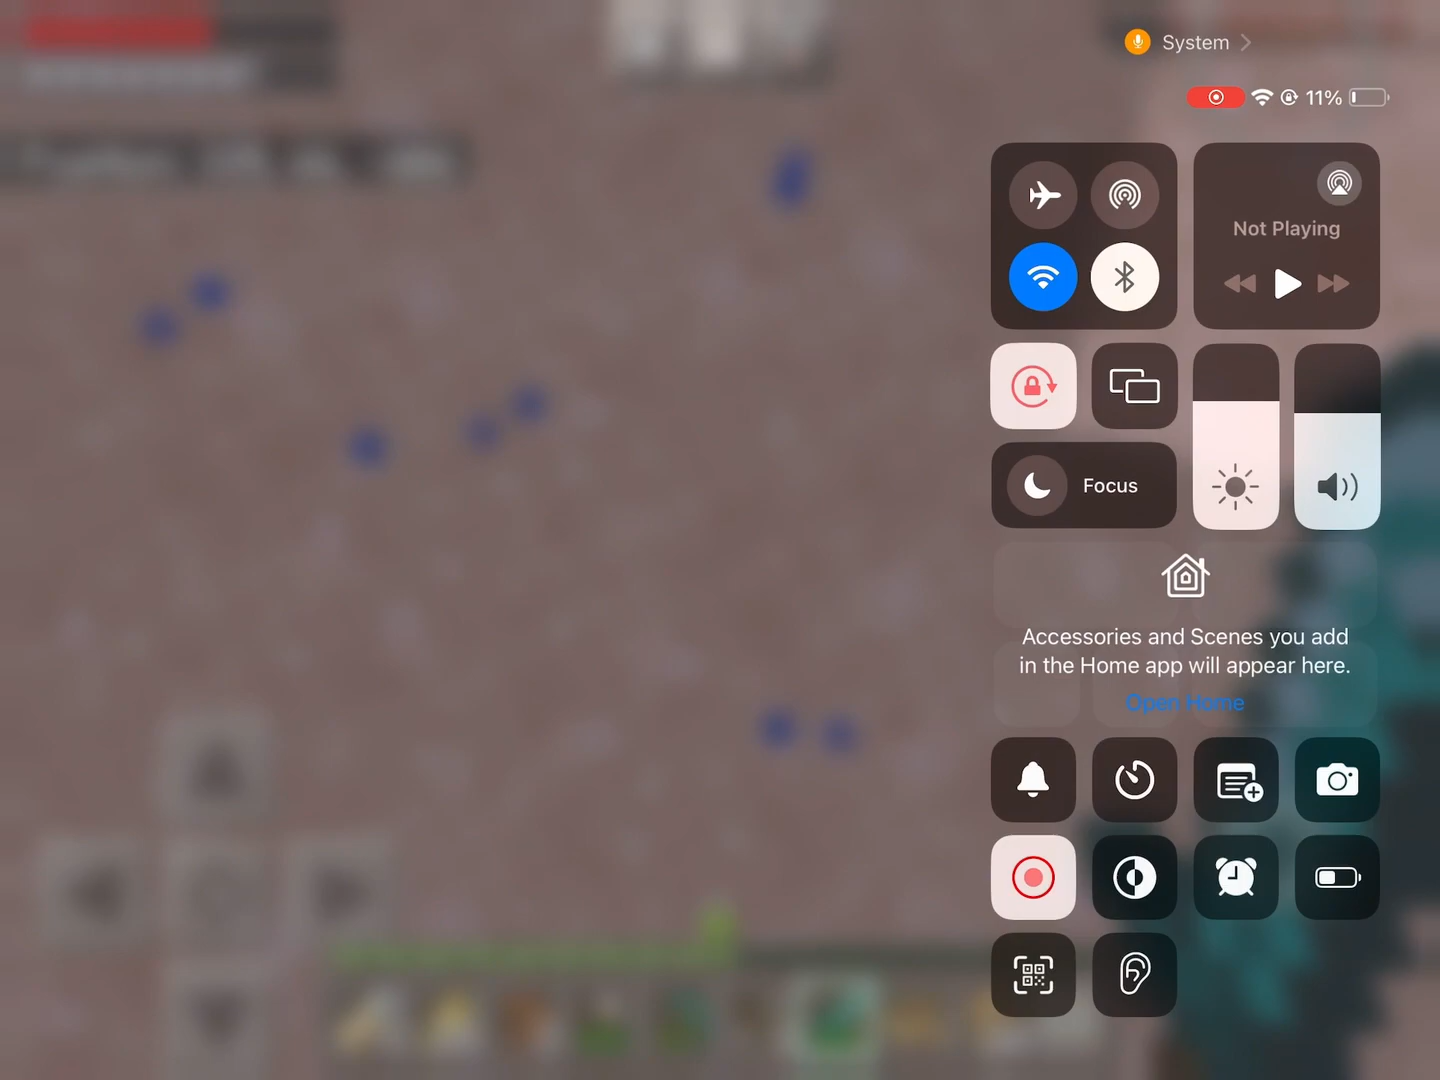 System
11%
Not Playing
Focus
Accessories and Scenes you add
in the Home app will appear here.
Open Home